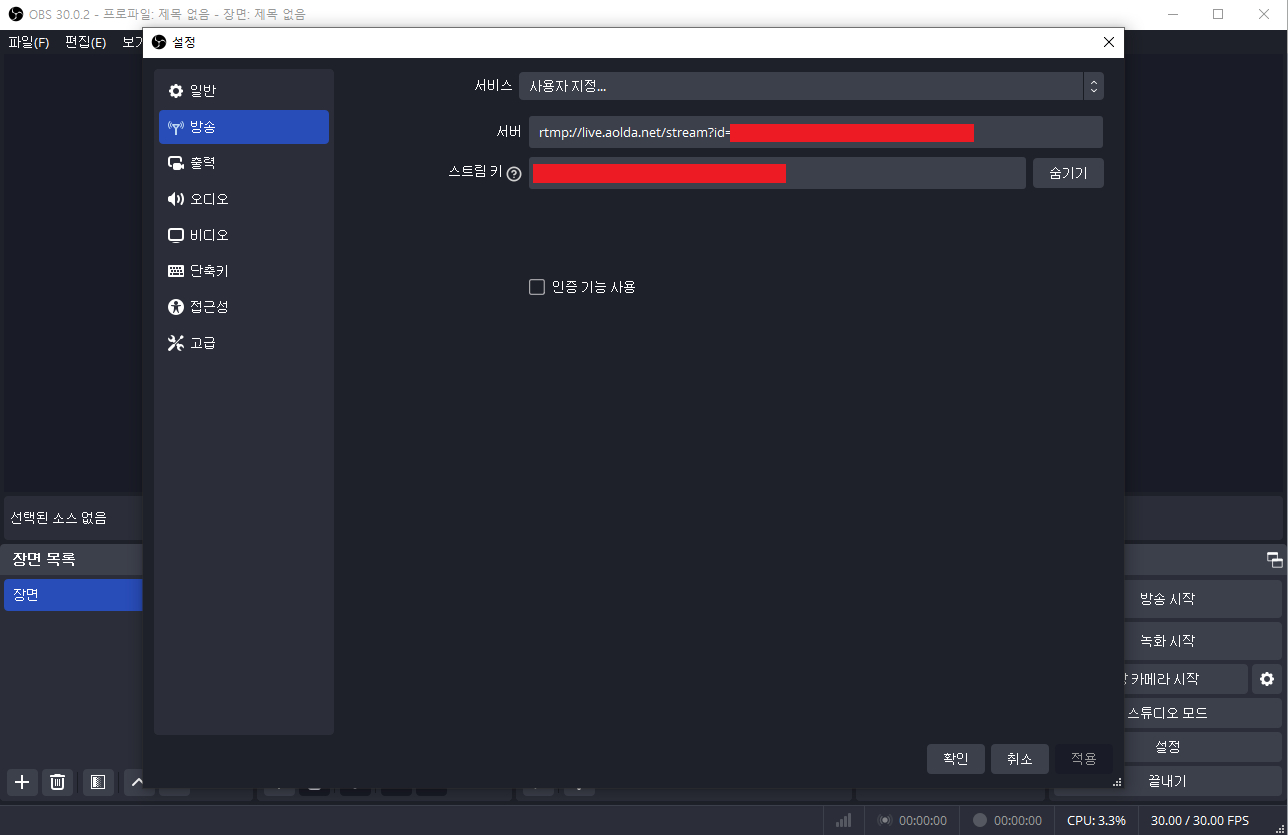 OBS 30.0.2 - 프로파일: 제목 없음 - 장면: 제목 없음
파일(F) 편집(E) 보기
설정
일반
방송
출력
오디오
비디오
단축키
접근성
고급
서비스 사용자 지정...
서버 rtmp://live.aolda.net/stream?id=
스트림 키 숨기기
인증 기능 사용
확인 취소 적용
선택된 소스 없음
장면 목록
장면
방송 시작
녹화 시작
카메라 시작
스튜디오 모드
설정
끝내기
00:00:00 00:00:00 CPU: 3.3% 30.00 / 30.00 FPS